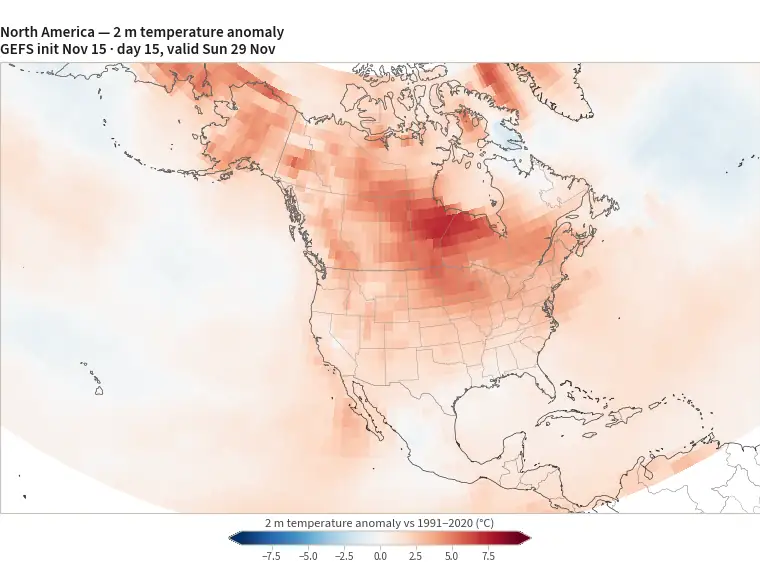 North America — 2 m temperature anomaly
GEFS init Nov 15 · day 15, valid Sun 29 Nov
2 m temperature anomaly vs 1991–2020 (°C)
−7.5 −5.0 −2.5 0.0 2.5 5.0 7.5